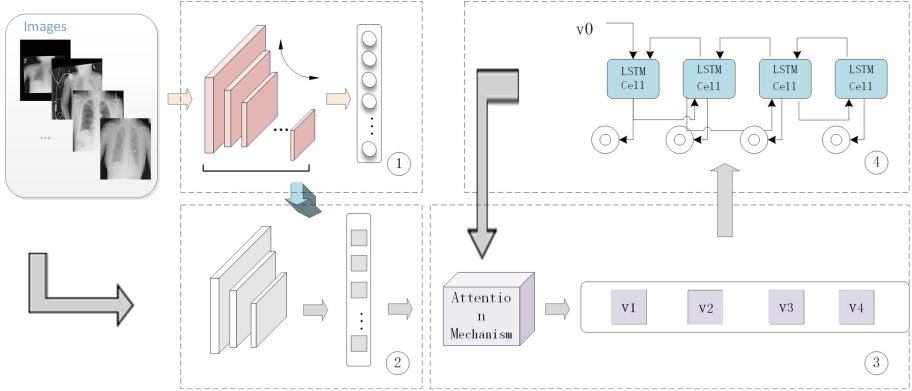 Images
...
1
v0
LSTM
Cell
LSTM
Cell
LSTM
Cell
LSTM
Cell
4
2
Attentio
n
Mechanism
v1
v2
v3
v4
3